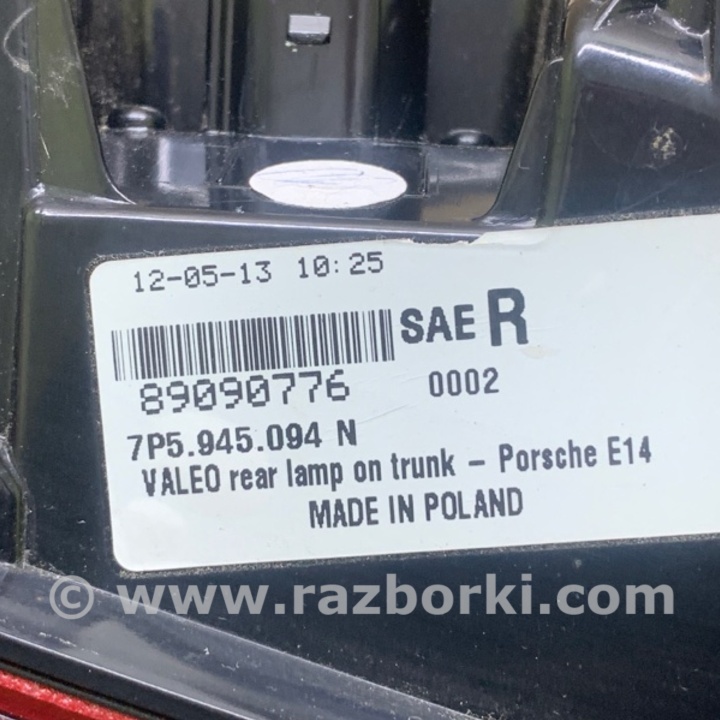 12-05-13 10:25
SAE R
89090776 0002
7P5.945.094 N
VALEO rear lamp on trunk – Porsche E14
MADE IN POLAND
© www.razborki.com